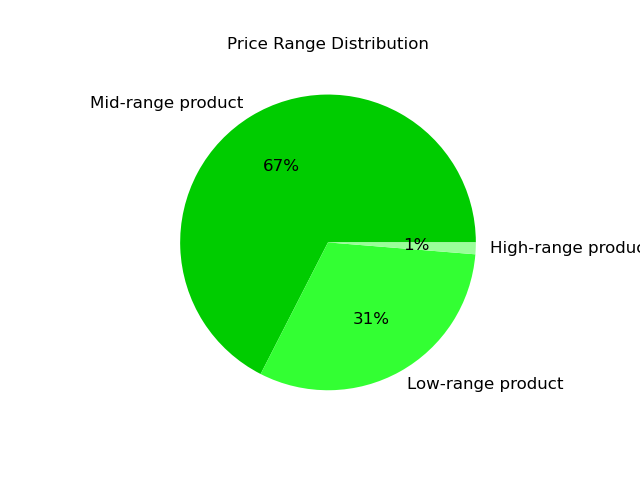 Price Range Distribution
Mid-range product
67%
1%
High-range produc
31%
Low-range product